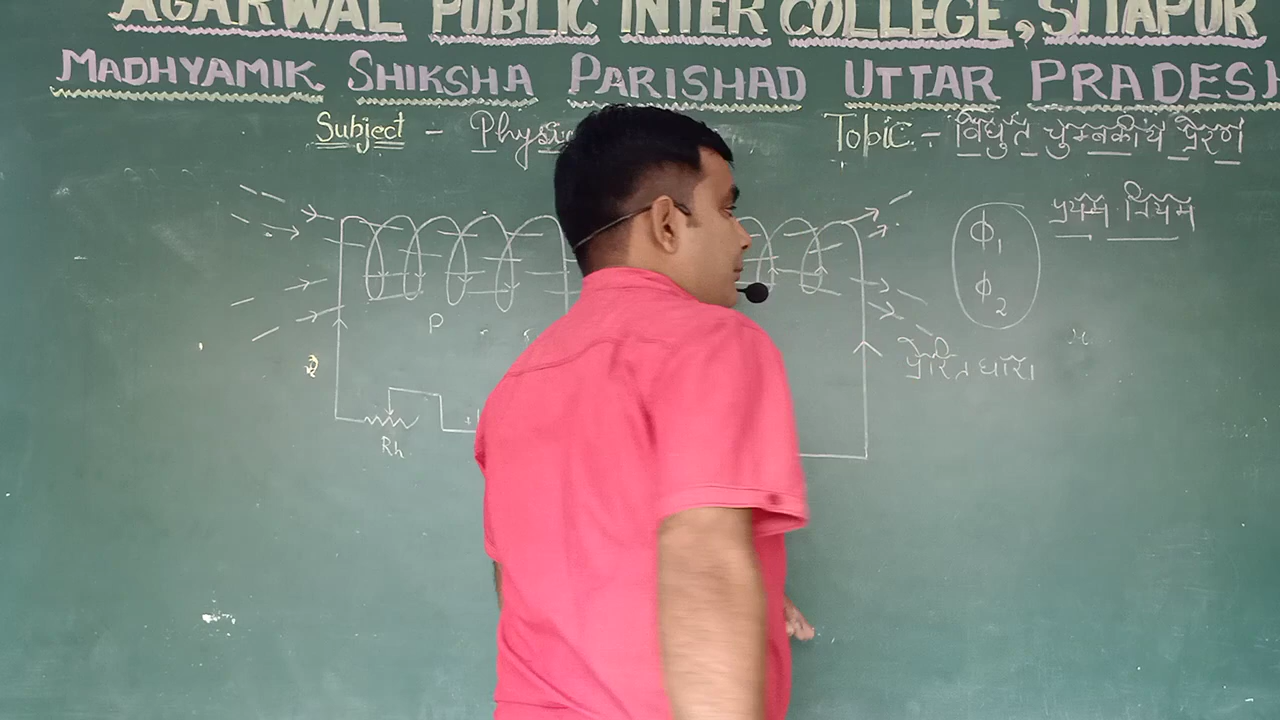 AGARWAL PUBLIC INTER COLLEGE, SITAPUR
MADHYAMIK SHIKSHA PARISHAD UTTAR PRADESH
Subject - Physi
Topic - विद्युत चुम्बकीय प्रेरण
प्रथम नियम
ϕ₁
ϕ₂
P
प्रेरित धारा
Rh